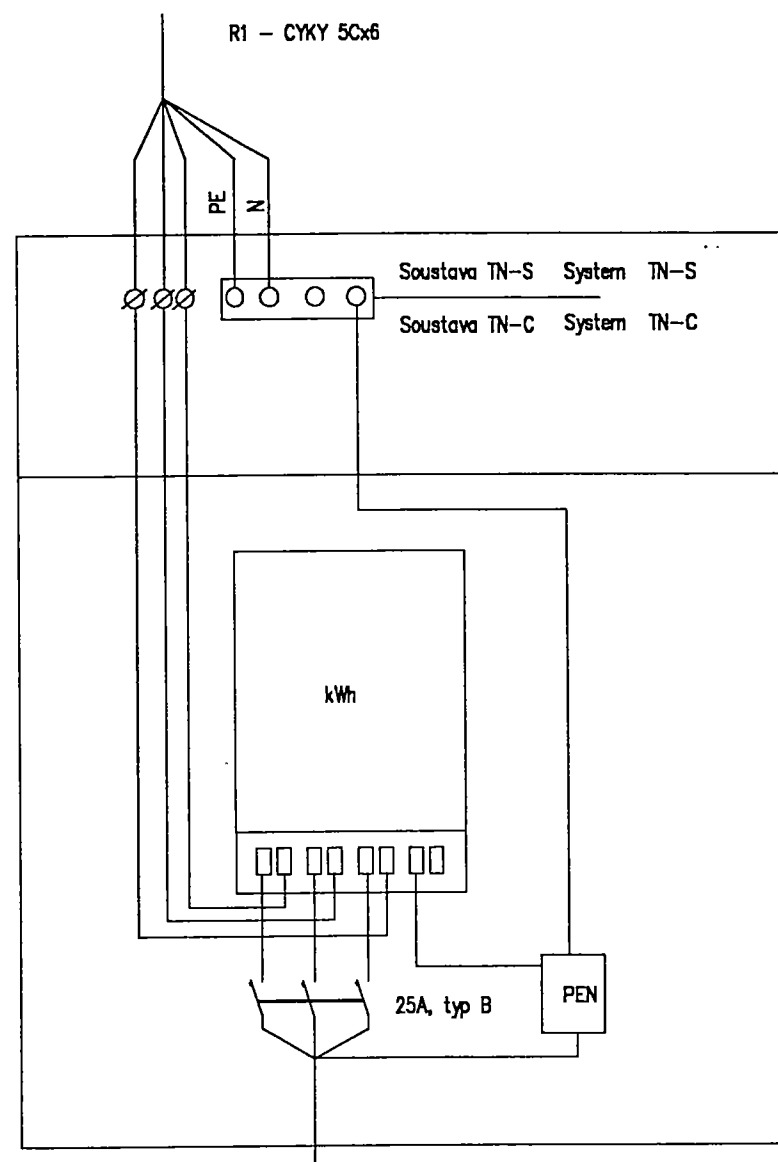 R1 - CYKY 5Cx6
PE
N
Soustava TN-S System TN-S
Soustava TN-C System TN-C
kWh
25A, typ B
PEN